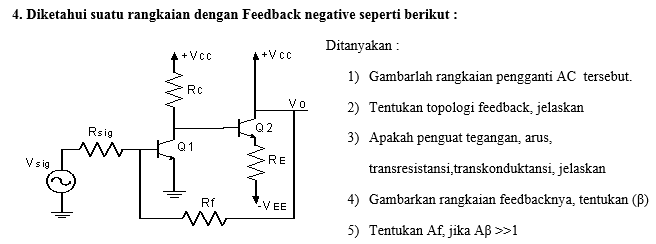 4. Diketahui suatu rangkaian dengan Feedback negative seperti berikut :
Ditanyakan :
1) Gambarlah rangkaian pengganti AC tersebut.
2) Tentukan topologi feedback, jelaskan
3) Apakah penguat tegangan, arus,
transresistansi,transkonduktansi, jelaskan
4) Gambarkan rangkaian feedbacknya, tentukan (β)
5) Tentukan Af, jika Aβ >>1
+Vcc
+Vcc
Rc
Vo
Rsig
Q2
Q1
Vsig
RE
Rf
-VEE